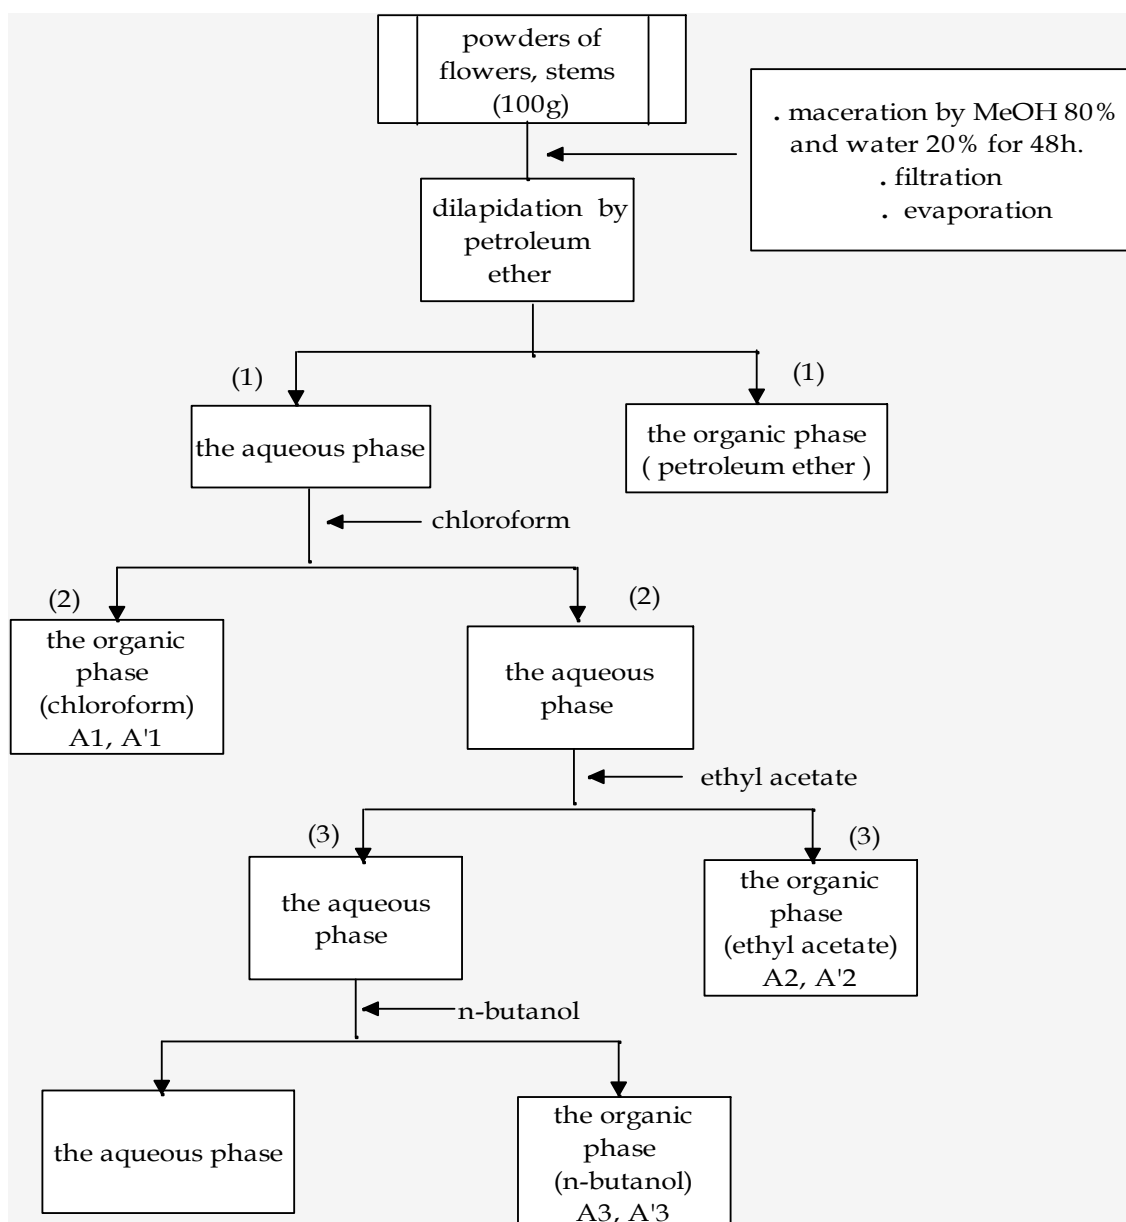 powders of
flowers, stems
(100g)
. maceration by MeOH 80%
and water 20% for 48h.
. filtration
. evaporation
dilapidation by
petroleum
ether
(1)
(1)
the aqueous phase
the organic phase
( petroleum ether )
chloroform
(2)
(2)
the organic
phase
(chloroform)
A1, A'1
the aqueous
phase
ethyl acetate
(3)
(3)
the aqueous
phase
the organic
phase
(ethyl acetate)
A2, A'2
n-butanol
the aqueous phase
the organic
phase
(n-butanol)
A3, A'3